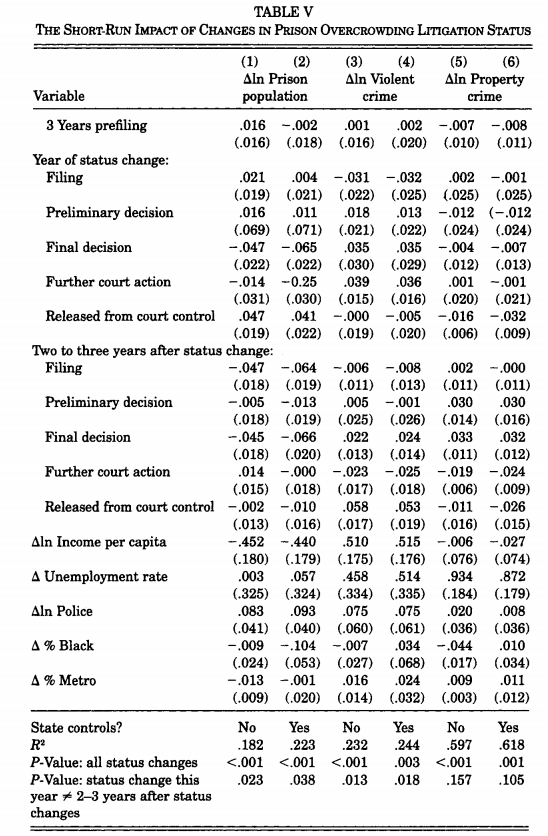 TABLE V
THE SHORT-RUN IMPACT OF CHANGES IN PRISON OVERCROWDING LITIGATION STATUS
(1) (2) (3) (4) (5) (6)
Δln Prison Δln Violent Δln Property
Variable population crime crime
3 Years prefiling .016 −.002 .001 .002 −.007 −.008
(.016) (.018) (.016) (.020) (.010) (.011)
Year of status change:
Filing .021 .004 −.031 −.032 .002 −.001
(.019) (.021) (.022) (.025) (.025) (.025)
Preliminary decision .016 .011 .018 .013 −.012 (−.012
(.069) (.071) (.021) (.022) (.024) (.024)
Final decision −.047 −.065 .035 .035 −.004 −.007
(.022) (.022) (.030) (.029) (.012) (.013)
Further court action −.014 −0.25 .039 .036 .001 −.001
(.031) (.030) (.015) (.016) (.020) (.021)
Released from court control .047 .041 −.000 −.005 −.016 −.032
(.019) (.022) (.019) (.020) (.006) (.009)
Two to three years after status change:
Filing −.047 −.064 −.006 −.008 .002 −.000
(.018) (.019) (.011) (.013) (.011) (.011)
Preliminary decision −.005 −.013 .005 −.001 .030 .030
(.018) (.019) (.025) (.026) (.014) (.016)
Final decision −.045 −.066 .022 .024 .033 .032
(.018) (.020) (.013) (.014) (.011) (.012)
Further court action .014 −.000 −.023 −.025 −.019 −.024
(.015) (.018) (.017) (.018) (.006) (.009)
Released from court control −.002 −.010 .058 .053 −.011 −.026
(.013) (.016) (.017) (.019) (.016) (.015)
Δln Income per capita −.452 −.440 .510 .515 −.006 −.027
(.180) (.179) (.175) (.176) (.076) (.074)
Δ Unemployment rate .003 .057 .458 .514 .934 .872
(.325) (.324) (.334) (.335) (.184) (.179)
Δln Police .083 .093 .075 .075 .020 .008
(.041) (.040) (.060) (.061) (.036) (.036)
Δ % Black −.009 −.104 −.007 .034 −.044 .010
(.024) (.053) (.027) (.068) (.017) (.034)
Δ % Metro −.013 −.001 .016 .024 .009 .011
(.009) (.020) (.014) (.032) (.003) (.012)
State controls? No Yes No Yes No Yes
R² .182 .223 .232 .244 .597 .618
P-Value: all status changes <.001 <.001 <.001 .003 <.001 .001
P-Value: status change this .023 .038 .013 .018 .157 .105
year ≠ 2–3 years after status
changes